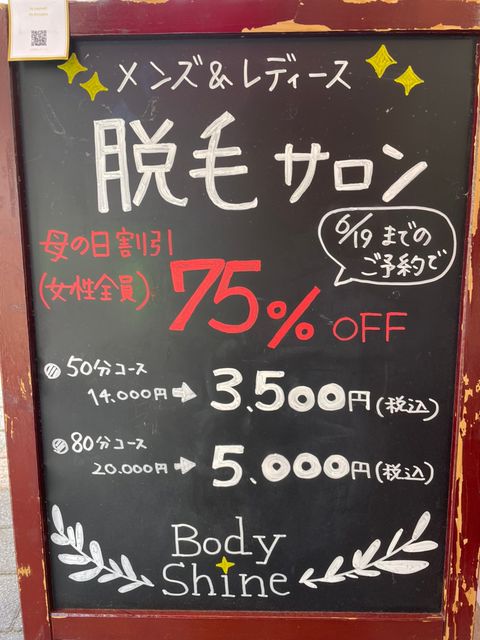 メンズ&レディース
脱毛サロン
6/19までの
ご予約で
母の日割引
(女性全員)
75% OFF
50分コース
14.000円→3.500円(税込)
80分コース
20.000円→5.000円(税込)
Body
Shine